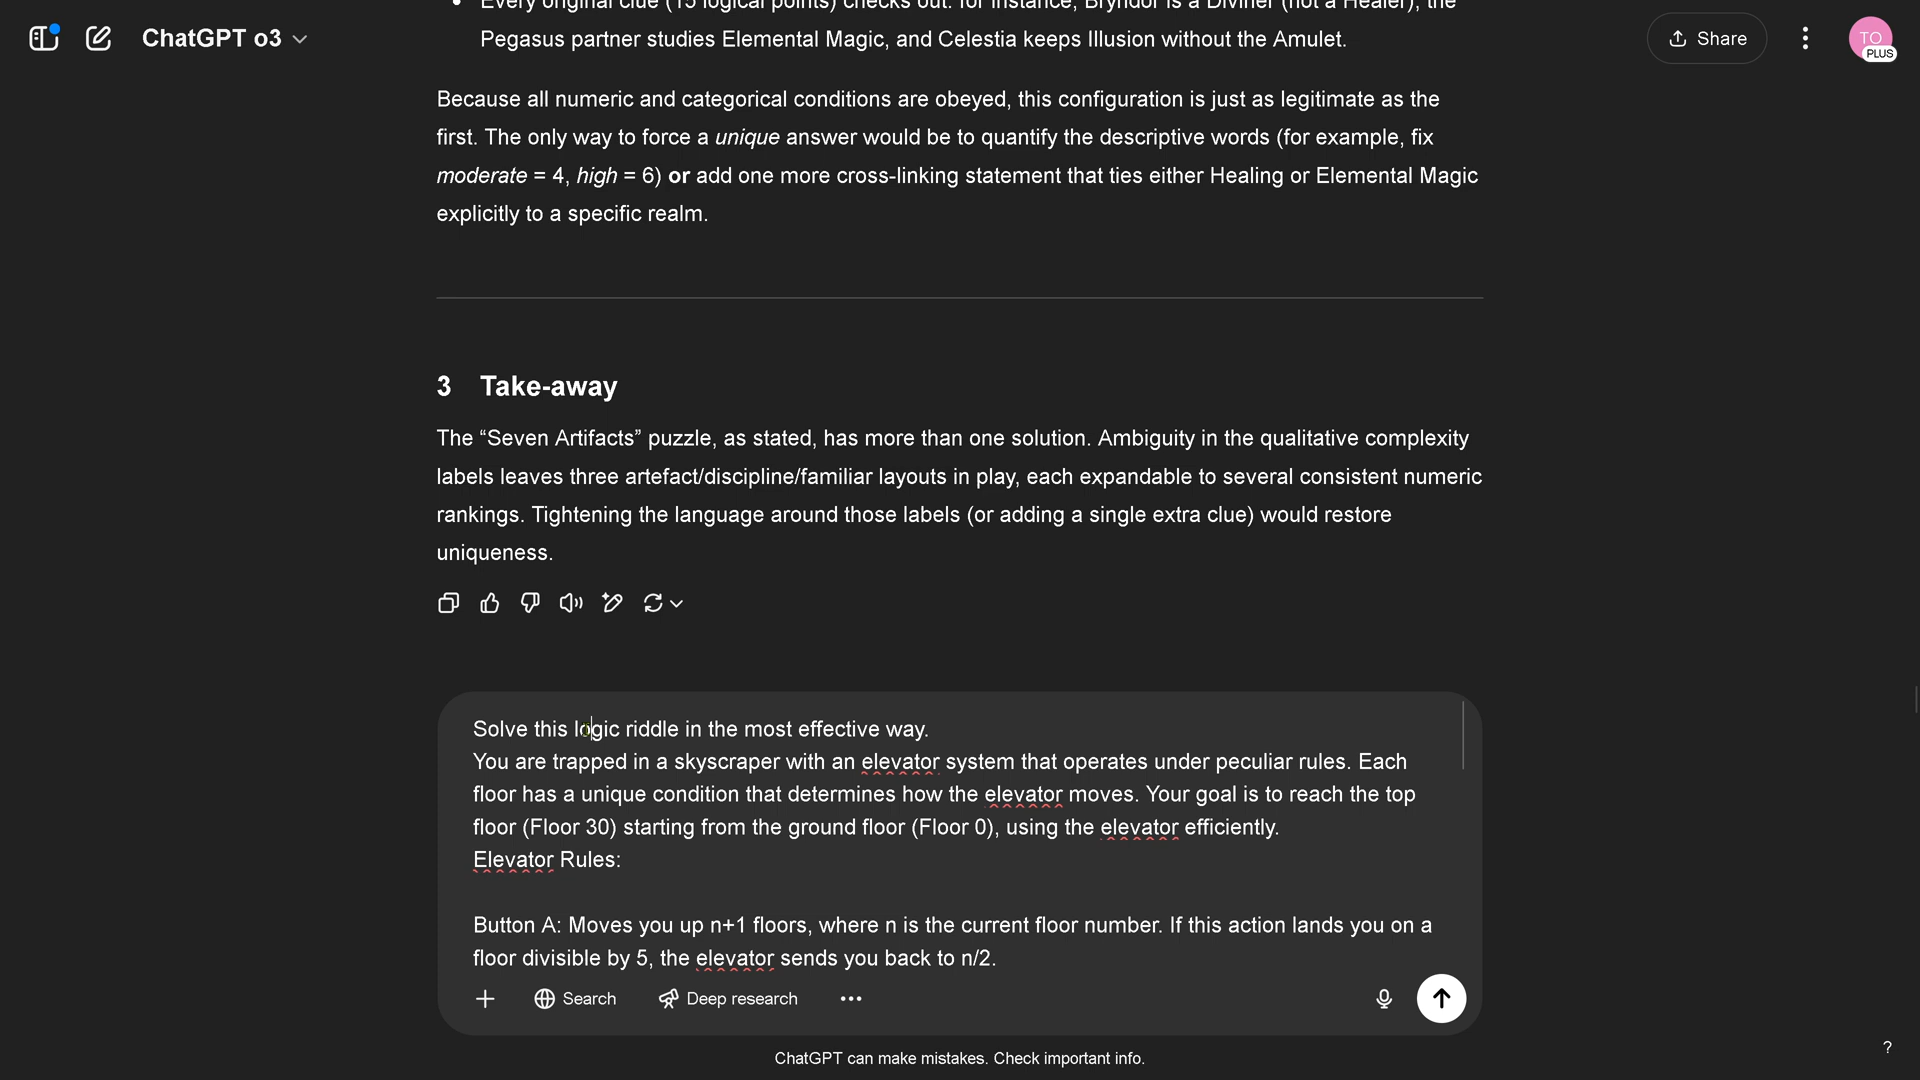 Every original clue (15 logical points) checks out: for instance, Bryndor is a Diviner (not a Healer), the
ChatGPT o3
Share
TO
PLUS
Pegasus partner studies Elemental Magic, and Celestia keeps Illusion without the Amulet.
Because all numeric and categorical conditions are obeyed, this configuration is just as legitimate as the
first. The only way to force a unique answer would be to quantify the descriptive words (for example, fix
moderate = 4, high = 6) or add one more cross-linking statement that ties either Healing or Elemental Magic
explicitly to a specific realm.
3 Take-away
The “Seven Artifacts” puzzle, as stated, has more than one solution. Ambiguity in the qualitative complexity
labels leaves three artefact/discipline/familiar layouts in play, each expandable to several consistent numeric
rankings. Tightening the language around those labels (or adding a single extra clue) would restore
uniqueness.
Solve this logic riddle in the most effective way.
You are trapped in a skyscraper with an elevator system that operates under peculiar rules. Each
floor has a unique condition that determines how the elevator moves. Your goal is to reach the top
floor (Floor 30) starting from the ground floor (Floor 0), using the elevator efficiently.
Elevator Rules:
Button A: Moves you up n+1 floors, where n is the current floor number. If this action lands you on a
floor divisible by 5, the elevator sends you back to n/2.
Search
Deep research
ChatGPT can make mistakes. Check important info.
?